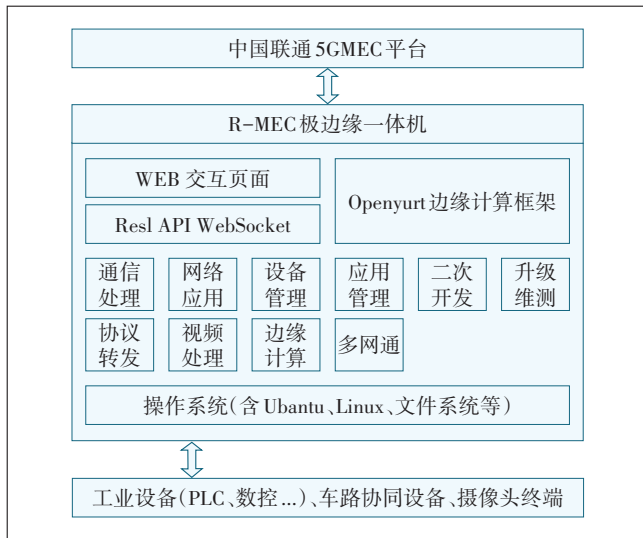 中国联通5GMEC平台
R-MEC极边缘一体机
WEB 交互页面
Resl API WebSocket
Openyurt边缘计算框架
通信
处理
网络
应用
设备
管理
应用
管理
二次
开发
升级
维测
协议
转发
视频
处理
边缘
计算
多网通
操作系统(含Ubantu、Linux、文件系统等)
工业设备(PLC、数控...)、车路协同设备、摄像头终端